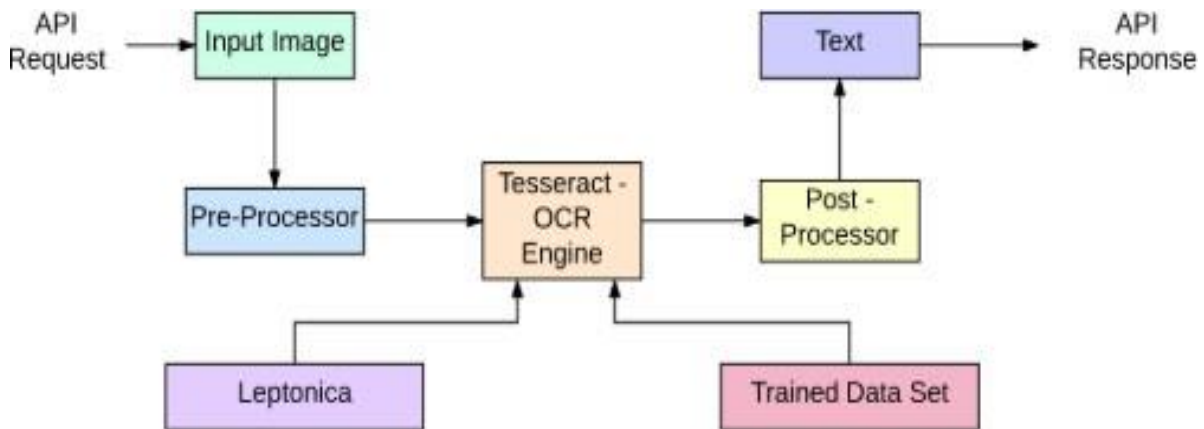 API
Request
Input Image
Text
API
Response
Pre-Processor
Tesseract -
OCR
Engine
Post -
Processor
Leptonica
Trained Data Set